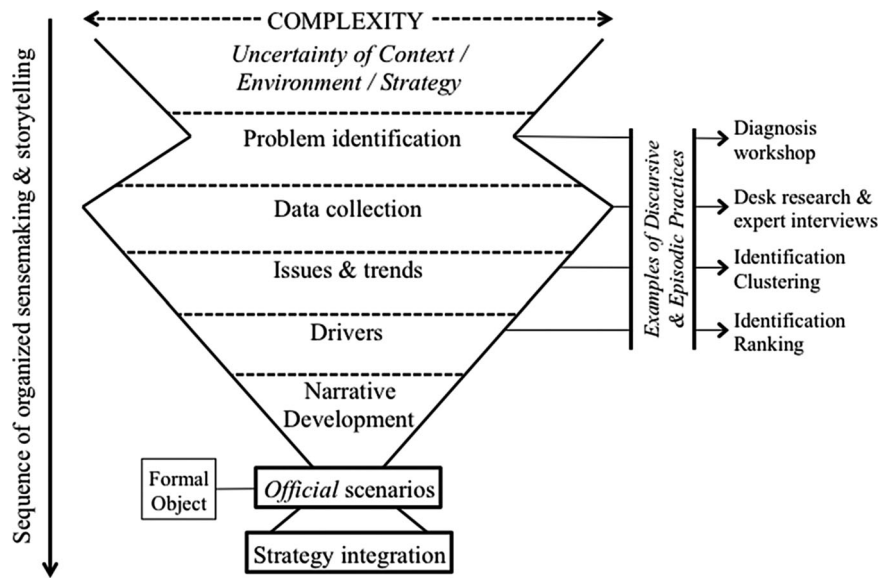 COMPLEXITY
Uncertainty of Context /
Environment / Strategy
Problem identification
Data collection
Issues & trends
Drivers
Narrative
Development
Official scenarios
Strategy integration
Formal
Object
Sequence of organized sensemaking & storytelling
Examples of Discursive
& Episodic Practices
Diagnosis
workshop
Desk research &
expert interviews
Identification
Clustering
Identification
Ranking